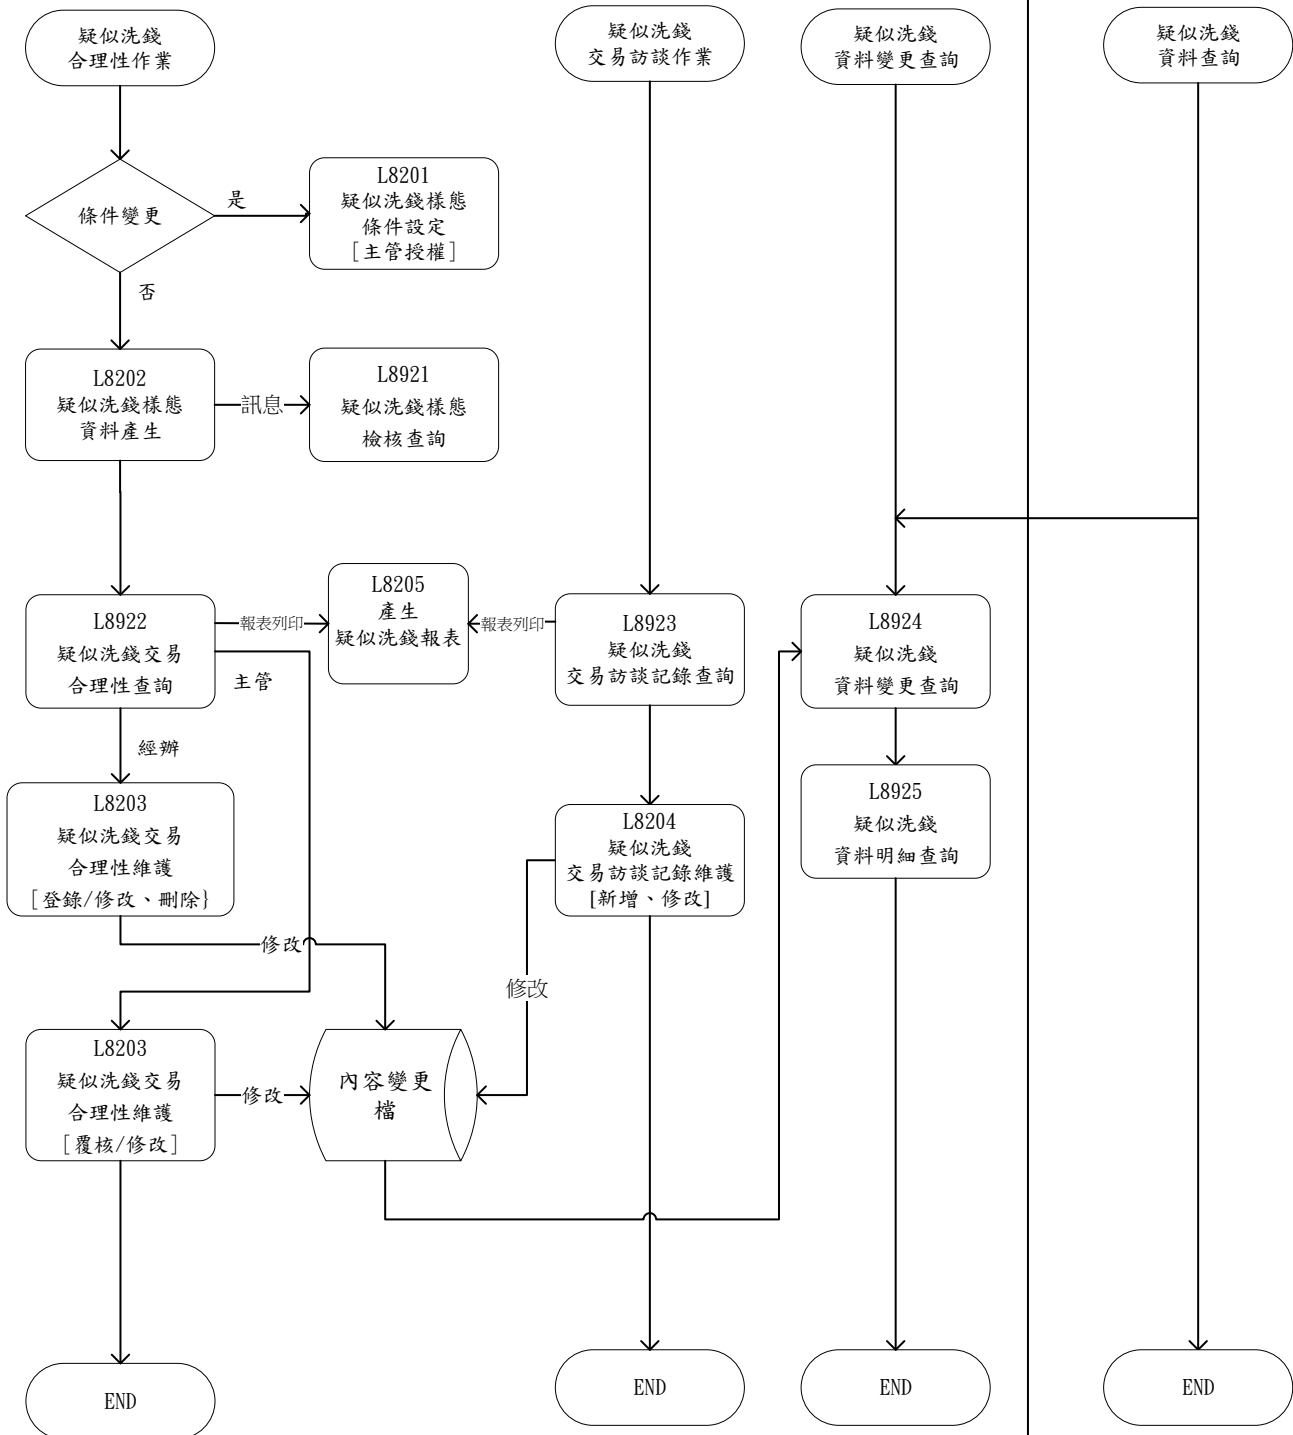 疑似洗錢
合理性作業
疑似洗錢
交易訪談作業
疑似洗錢
資料變更查詢
疑似洗錢
資料查詢
條件變更
是
L8201
疑似洗錢樣態
條件設定
[主管授權]
否
L8202
疑似洗錢樣態
資料產生
訊息
L8921
疑似洗錢樣態
檢核查詢
L8922
疑似洗錢交易
合理性查詢
報表列印
L8205
產生
疑似洗錢報表
報表列印
L8923
疑似洗錢
交易訪談記錄查詢
L8924
疑似洗錢
資料變更查詢
主管
經辦
L8203
疑似洗錢交易
合理性維護
[登錄/修改、刪除}
L8204
疑似洗錢
交易訪談記錄維護
[新增、修改]
L8925
疑似洗錢
資料明細查詢
修改
修改
L8203
疑似洗錢交易
合理性維護
[覆核/修改]
修改
內容變更
檔
END
END
END
END